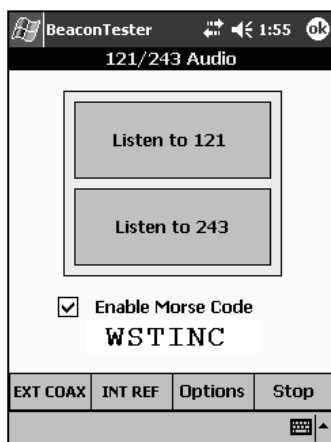 BeaconTester 1:55 ok
121/243 Audio
Listen to 121
Listen to 243
Enable Morse Code
WSTINC
EXT COAX INT REF Options Stop